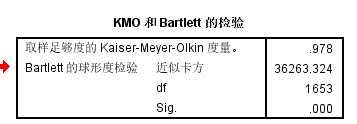 KMO 和 Bartlett 的检验
取样足够度的 Kaiser-Meyer-Olkin 度量。 .978
Bartlett 的球形度检验 近似卡方 36263.324
df 1653
Sig. .000